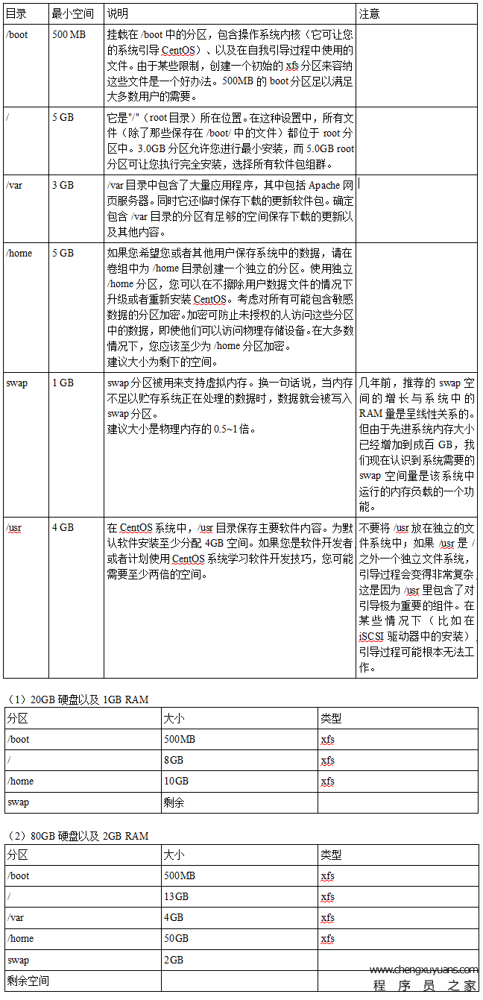 目录 最小空间 说明 注意
/boot 500 MB 挂载在 /boot 中的分区，包含操作系统内核（它可让您
的系统引导 CentOS）、以及在自我引导过程中使用的
文件。由于某些限制，创建一个初始的 xfs 分区来容纳
这些文件是一个好办法。500MB 的 boot 分区足以满足
大多数用户的需要。
/ 5 GB 它是"/"（root 目录）所在位置。在这种设置中，所有文
件（除了那些保存在 /boot/ 中的文件）都位于 root 分
区中。3.0GB 分区允许您进行最小安装，而 5.0GB root
分区可让您执行完全安装，选择所有软件包组群。
/var 3 GB /var 目录中包含了大量应用程序，其中包括 Apache 网
页服务器。同时它还临时保存下载的更新软件包。确定
包含 /var 目录的分区有足够的空间保存下载的更新以
及其他内容。
/home 5 GB 如果您希望您或者其他用户保存系统中的数据，请在
卷组中为 /home 目录创建一个独立的分区。使用独立
/home 分区，您可以在不擦除用户数据文件的情况下
升级或者重新安装 CentOS。考虑对所有可能包含敏感
数据的分区加密。加密可防止未授权的人访问这些分区
中的数据，即使他们可以访问物理存储设备。在大多数
情况下，您应该至少为 /home 分区加密。
建议大小为剩下的空间。
swap 1 GB swap 分区被用来支持虚拟内存。换一句话说，当内存
不足以贮存系统正在处理的数据时，数据就会被写入
swap 分区。
建议大小是物理内存的 0.5~1 倍。
几年前，推荐的 swap 空
间的增长与系统中的
RAM 量是呈线性关系的。
但由于先进系统内存大小
已经增加到成百 GB，我
们现在认识到系统需要的
swap 空间量是该系统中
运行的内存负载的一个功
能。
/usr 4 GB 在 CentOS 系统中，/usr 目录保存主要软件内容。为默
认软件安装至少分配 4GB 空间。如果您是软件开发者
或者计划使用 CentOS 系统学习软件开发技巧，您可能
需要至少两倍的空间。
不要将 /usr 放在独立的文
件系统中；如果 /usr 是 /
之外一个独立文件系统，
引导过程会变得非常复杂，
这是因为 /usr 里包含了对
引导极为重要的组件。在
某些情况下（比如在
iSCSI 驱动器中的安装），
引导过程可能根本无法工
作。
（1）20GB 硬盘以及 1GB RAM
分区 大小 类型
/boot 500MB xfs
/ 8GB xfs
/home 10GB xfs
swap 剩余
（2）80GB 硬盘以及 2GB RAM
分区 大小 类型
/boot 500MB xfs
/ 13GB xfs
/var 4GB xfs
/home 50GB xfs
swap 2GB
剩余空间
www.chengxuyuans.com
程 序 员 之 家